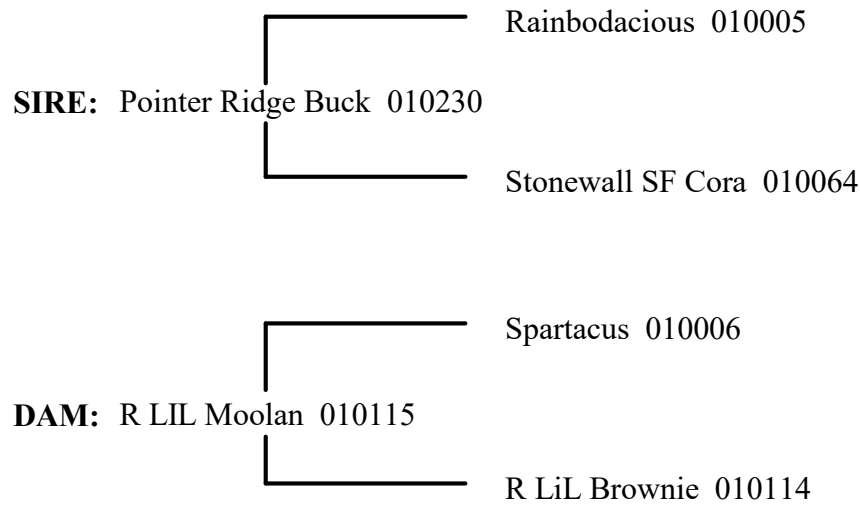 Rainbodacious 010005
SIRE: Pointer Ridge Buck 010230
Stonewall SF Cora 010064
Spartacus 010006
DAM: R LIL Moolan 010115
R LiL Brownie 010114